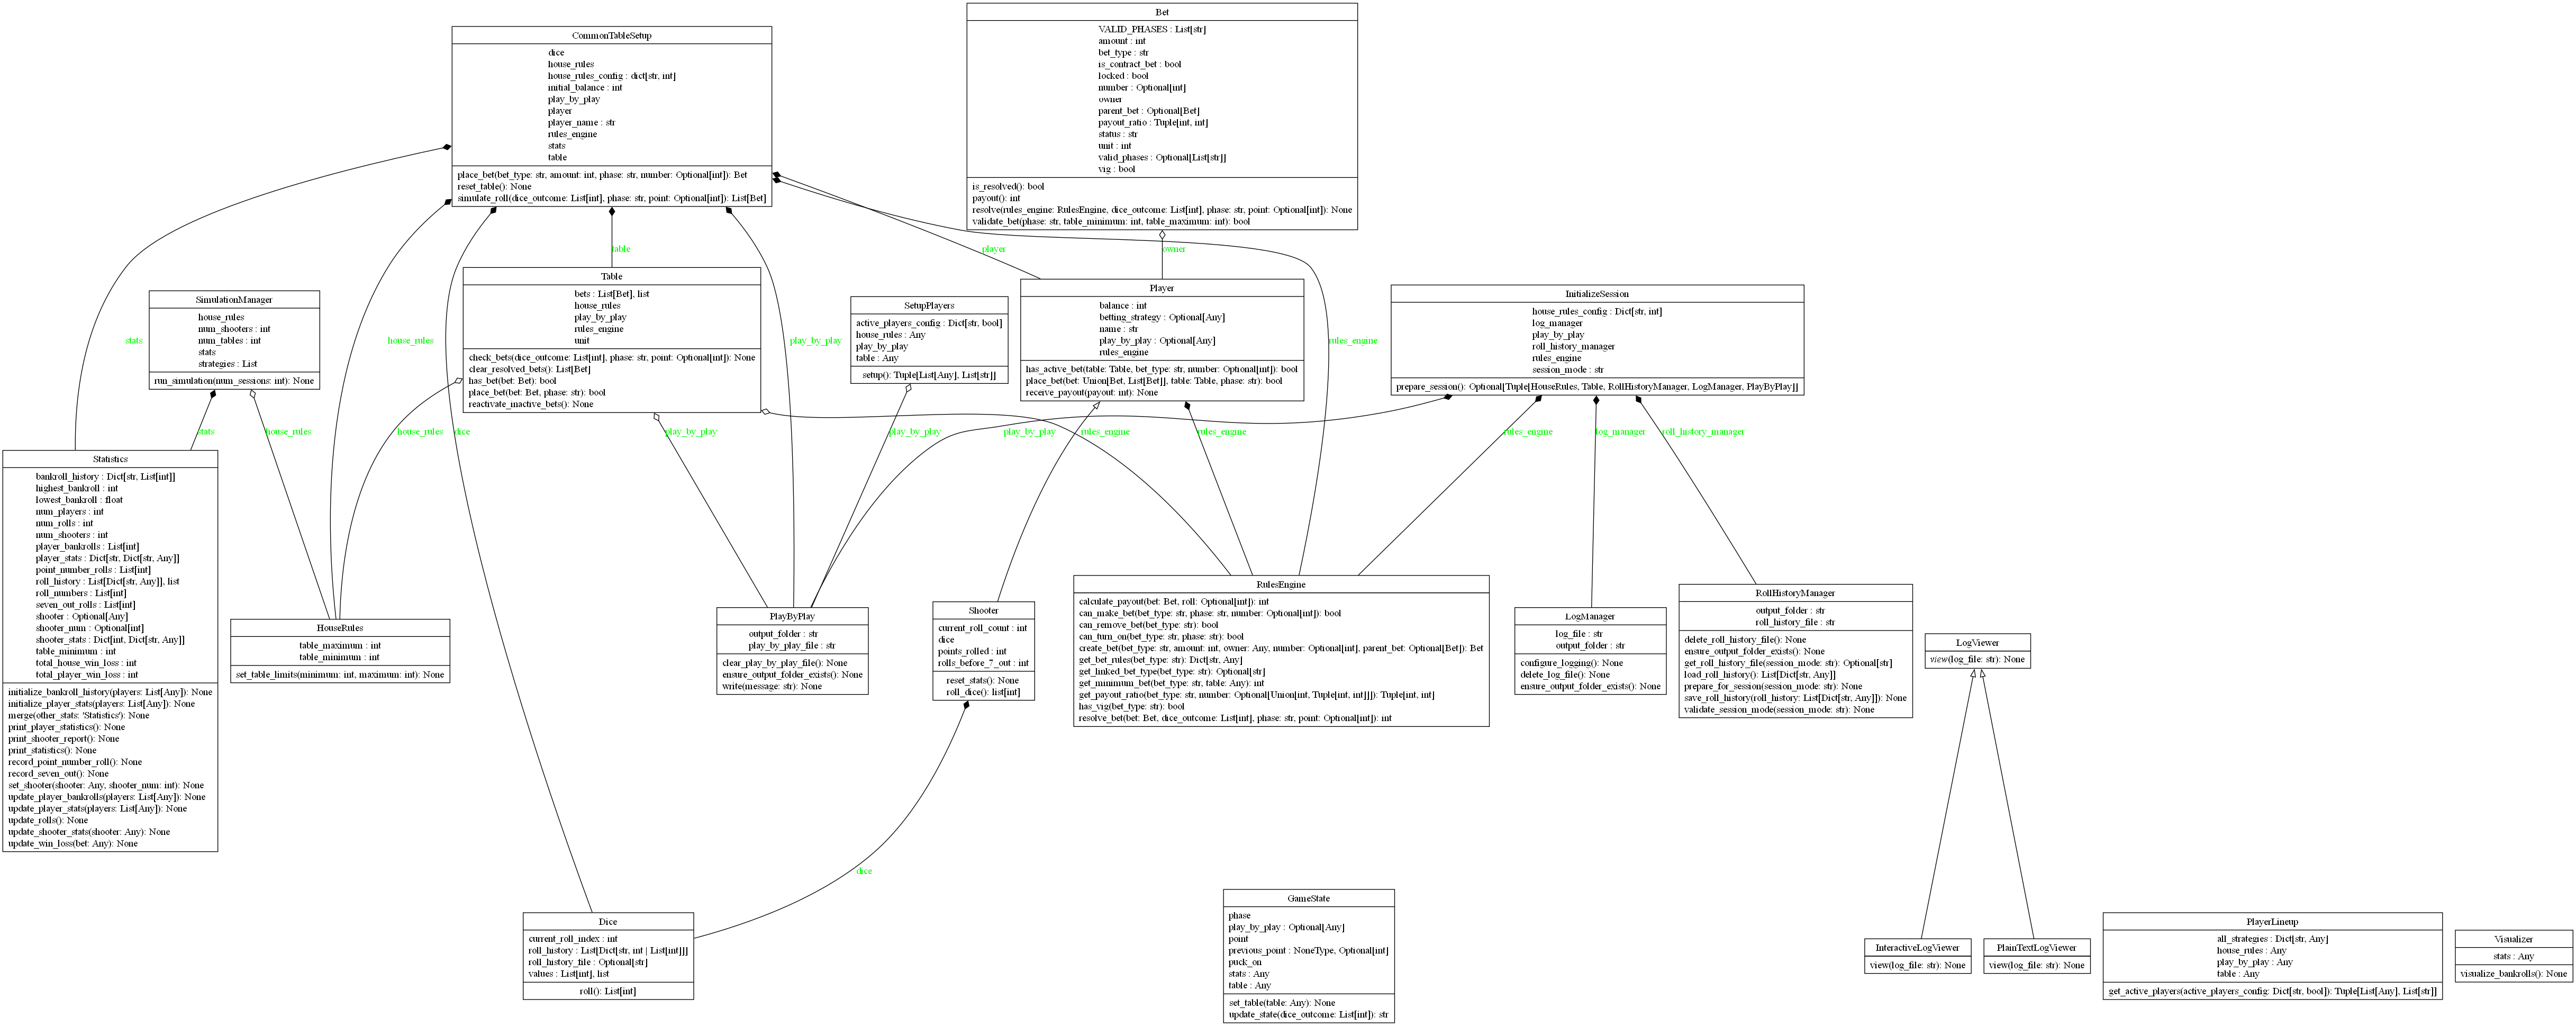 CommonTableSetup
dice
house_rules
house_rules_config : dict[str, int]
initial_balance : int
play_by_play
player
player_name : str
rules_engine
stats
table
place_bet(bet_type: str, amount: int, phase: str, number: Optional[int]): Bet
reset_table(): None
simulate_roll(dice_outcome: List[int], phase: str, point: Optional[int]): List[Bet]
Bet
VALID_PHASES : List[str]
amount : int
bet_type : str
is_contract_bet : bool
locked : bool
number : Optional[int]
owner
parent_bet : Optional[Bet]
payout_ratio : Tuple[int, int]
status : str
unit : int
valid_phases : Optional[List[str]]
vig : bool
is_resolved(): bool
payout(): int
resolve(rules_engine: RulesEngine, dice_outcome: List[int], phase: str, point: Optional[int]): None
validate_bet(phase: str, table_minimum: int, table_maximum: int): bool
table
player
owner
SimulationManager
house_rules
num_shooters : int
num_tables : int
stats
strategies : List
run_simulation(num_sessions: int): None
Table
bets : List[Bet], list
house_rules
play_by_play
rules_engine
unit
check_bets(dice_outcome: List[int], phase: str, point: Optional[int]): None
clear_resolved_bets(): List[Bet]
has_bet(bet: Bet): bool
place_bet(bet: Bet, phase: str): bool
reactivate_inactive_bets(): None
SetupPlayers
active_players_config : Dict[str, bool]
house_rules : Any
play_by_play
table : Any
setup(): Tuple[List[Any], List[str]]
Player
balance : int
betting_strategy : Optional[Any]
name : str
play_by_play : Optional[Any]
rules_engine
has_active_bet(table: Table, bet_type: str, number: Optional[int]): bool
place_bet(bet: Union[Bet, List[Bet]], table: Table, phase: str): bool
receive_payout(payout: int): None
InitializeSession
house_rules_config : Dict[str, int]
log_manager
play_by_play
roll_history_manager
rules_engine
session_mode : str
prepare_session(): Optional[Tuple[HouseRules, Table, RollHistoryManager, LogManager, PlayByPlay]]
stats
house_rules
play_by_play
rules_engine
stats
house_rules
house_rules
dice
play_by_play
play_by_play
play_by_play
rules_engine
rules_engine
rules_engine
log_manager
roll_history_manager
Statistics
bankroll_history : Dict[str, List[int]]
highest_bankroll : int
lowest_bankroll : float
num_players : int
num_rolls : int
num_shooters : int
player_bankrolls : List[int]
player_stats : Dict[str, Dict[str, Any]]
point_number_rolls : List[int]
roll_history : List[Dict[str, Any]], list
roll_numbers : List[int]
seven_out_rolls : List[int]
shooter : Optional[Any]
shooter_num : Optional[int]
shooter_stats : Dict[int, Dict[str, Any]]
table_minimum : int
total_house_win_loss : int
total_player_win_loss : int
initialize_bankroll_history(players: List[Any]): None
initialize_player_stats(players: List[Any]): None
merge(other_stats: 'Statistics'): None
print_player_statistics(): None
print_shooter_report(): None
print_statistics(): None
record_point_number_roll(): None
record_seven_out(): None
set_shooter(shooter: Any, shooter_num: int): None
update_player_bankrolls(players: List[Any]): None
update_player_stats(players: List[Any]): None
update_rolls(): None
update_shooter_stats(shooter: Any): None
update_win_loss(bet: Any): None
HouseRules
table_maximum : int
table_minimum : int
set_table_limits(minimum: int, maximum: int): None
PlayByPlay
output_folder : str
play_by_play_file : str
clear_play_by_play_file(): None
ensure_output_folder_exists(): None
write(message: str): None
Shooter
current_roll_count : int
dice
points_rolled : int
rolls_before_7_out : int
reset_stats(): None
roll_dice(): list[int]
RulesEngine
calculate_payout(bet: Bet, roll: Optional[int]): int
can_make_bet(bet_type: str, phase: str, number: Optional[int]): bool
can_remove_bet(bet_type: str): bool
can_turn_on(bet_type: str, phase: str): bool
create_bet(bet_type: str, amount: int, owner: Any, number: Optional[int], parent_bet: Optional[Bet]): Bet
get_bet_rules(bet_type: str): Dict[str, Any]
get_linked_bet_type(bet_type: str): Optional[str]
get_minimum_bet(bet_type: str, table: Any): int
get_payout_ratio(bet_type: str, number: Optional[Union[int, Tuple[int, int]]]): Tuple[int, int]
has_vig(bet_type: str): bool
resolve_bet(bet: Bet, dice_outcome: List[int], phase: str, point: Optional[int]): int
LogManager
log_file : str
output_folder : str
configure_logging(): None
delete_log_file(): None
ensure_output_folder_exists(): None
RollHistoryManager
output_folder : str
roll_history_file : str
delete_roll_history_file(): None
ensure_output_folder_exists(): None
get_roll_history_file(session_mode: str): Optional[str]
load_roll_history(): List[Dict[str, Any]]
prepare_for_session(session_mode: str): None
save_roll_history(roll_history: List[Dict[str, Any]]): None
validate_session_mode(session_mode: str): None
LogViewer
view(log_file: str): None
dice
Dice
current_roll_index : int
roll_history : List[Dict[str, int | List[int]]]
roll_history_file : Optional[str]
values : List[int], list
roll(): List[int]
GameState
phase
play_by_play : Optional[Any]
point
previous_point : NoneType, Optional[int]
puck_on
stats : Any
table : Any
set_table(table: Any): None
update_state(dice_outcome: List[int]): str
InteractiveLogViewer
view(log_file: str): None
PlainTextLogViewer
view(log_file: str): None
PlayerLineup
all_strategies : Dict[str, Any]
house_rules : Any
play_by_play : Any
table : Any
get_active_players(active_players_config: Dict[str, bool]): Tuple[List[Any], List[str]]
Visualizer
stats : Any
visualize_bankrolls(): None